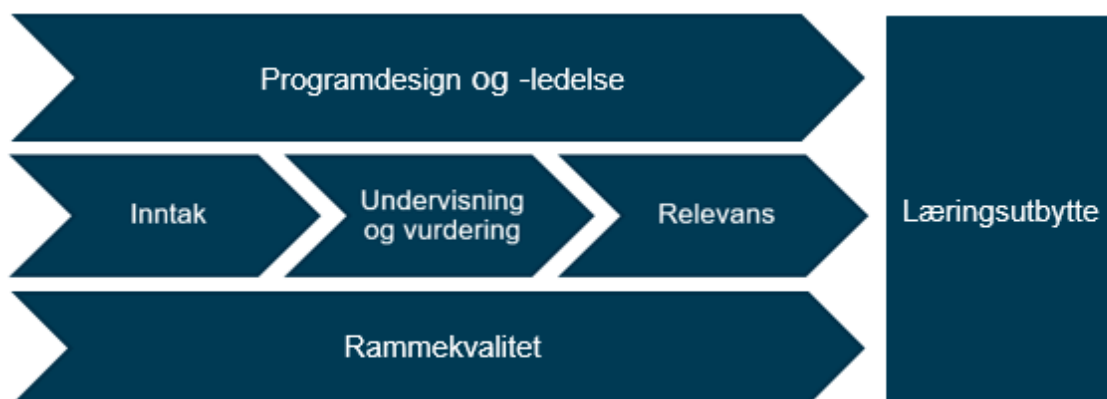 Programdesign og -ledelse
Inntak
Undervisning
og vurdering
Relevans
Læringsutbytte
Rammekvalitet